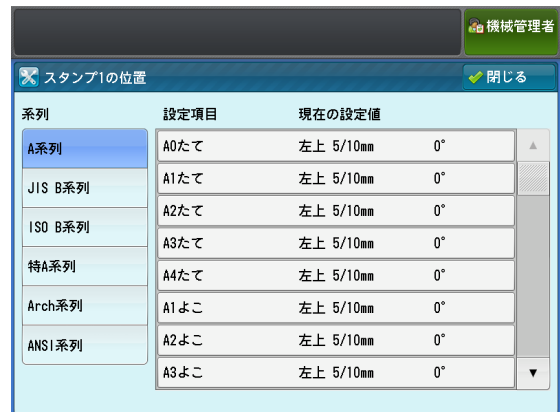 機械管理者
スタンプ1の位置
閉じる
系列 設定項目 現在の設定値
A系列
JIS B系列
ISO B系列
特A系列
Arch系列
ANSI系列
A0たて 左上 5/10mm 0°
A1たて 左上 5/10mm 0°
A2たて 左上 5/10mm 0°
A3たて 左上 5/10mm 0°
A4たて 左上 5/10mm 0°
A1よこ 左上 5/10mm 0°
A2よこ 左上 5/10mm 0°
A3よこ 左上 5/10mm 0°